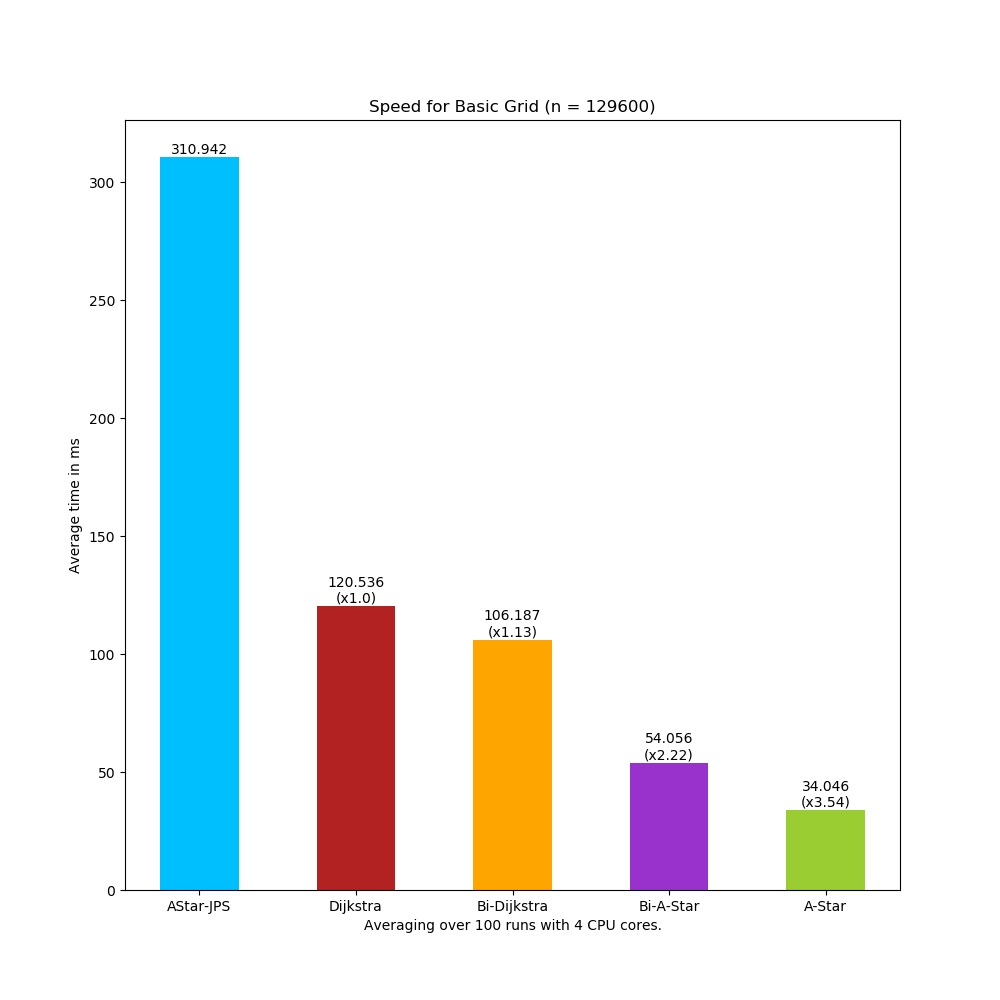 Speed for Basic Grid (n = 129600)
Average time in ms
300
250
200
150
100
50
0
310.942
120.536
(x1.0)
106.187
(x1.13)
54.056
(x2.22)
34.046
(x3.54)
AStar-JPS
Dijkstra
Bi-Dijkstra
Bi-A-Star
A-Star
Averaging over 100 runs with 4 CPU cores.